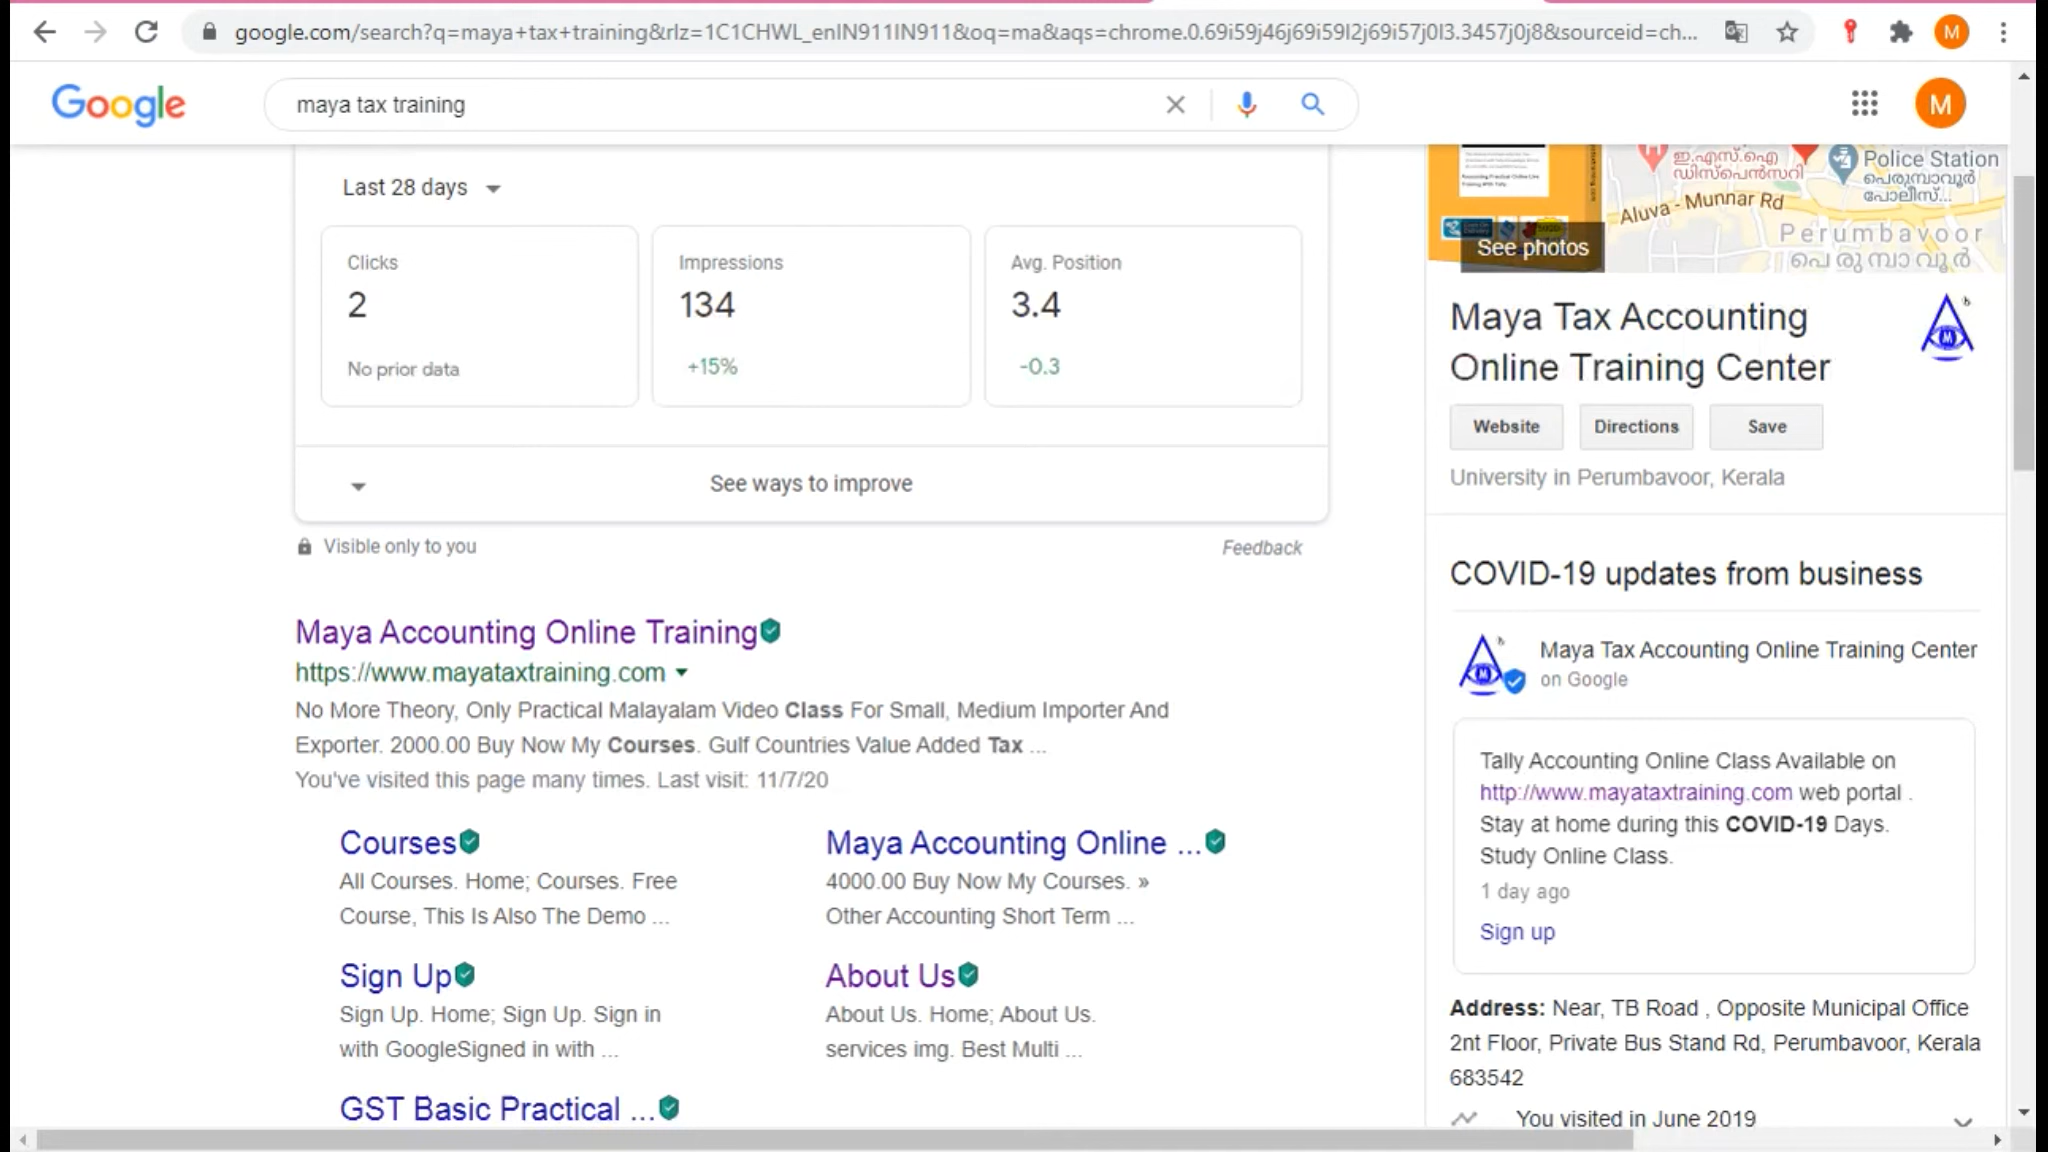 google.com/search?q=maya+tax+training&rlz=1C1CHWL_enIN911IN911&oq=ma&aqs=chrome.0.69i59j46j69i59l2j69i57j0l3.3457j0j8&sourceid=ch...
M
Google
maya tax training
M
Last 28 days
Clicks
2
No prior data
Impressions
134
+15%
Avg. Position
3.4
-0.3
See ways to improve
Visible only to you
Feedback
Maya Accounting Online Training
https://www.mayataxtraining.com
No More Theory, Only Practical Malayalam Video Class For Small, Medium Importer And
Exporter. 2000.00 Buy Now My Courses. Gulf Countries Value Added Tax ...
You've visited this page many times. Last visit: 11/7/20
Courses
All Courses. Home; Courses. Free
Course, This Is Also The Demo ...
Maya Accounting Online ...
4000.00 Buy Now My Courses. »
Other Accounting Short Term ...
Sign Up
Sign Up. Home; Sign Up. Sign in
with GoogleSigned in with ...
About Us
About Us. Home; About Us.
services img. Best Multi ...
GST Basic Practical ...
See photos
ഇ.എസ്.ഐ
ഡിസ്പെൻസറി
Police Station
പെരുമ്പാവൂർ
പോലീസ്...
Aluva - Munnar Rd
Perumbavoor
പെരുമ്പാവൂർ
Maya Tax Accounting
Online Training Center
Website
Directions
Save
University in Perumbavoor, Kerala
COVID-19 updates from business
Maya Tax Accounting Online Training Center
on Google
Tally Accounting Online Class Available on
http://www.mayataxtraining.com web portal .
Stay at home during this COVID-19 Days.
Study Online Class.
1 day ago
Sign up
Address: Near, TB Road , Opposite Municipal Office
2nt Floor, Private Bus Stand Rd, Perumbavoor, Kerala
683542
You visited in June 2019